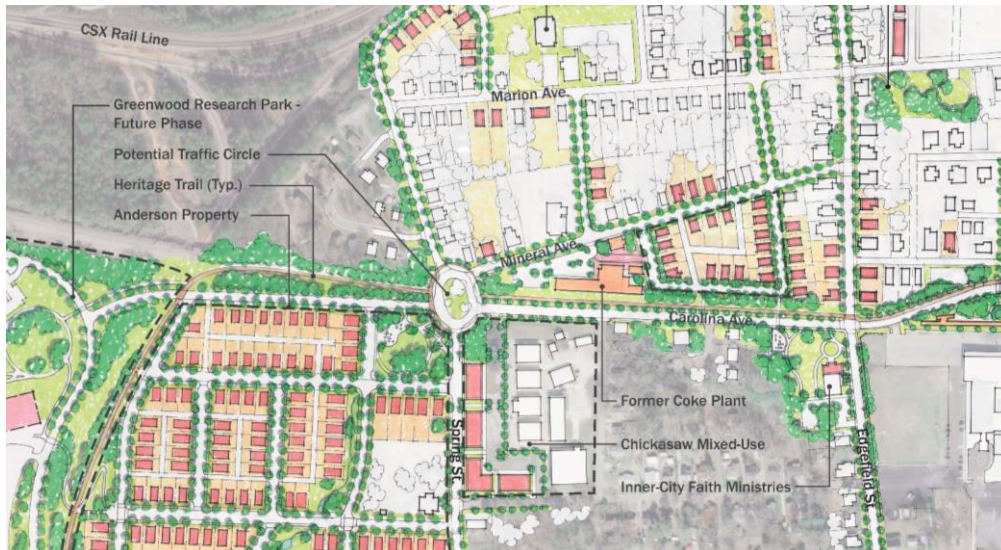 CSX Rail Line
Greenwood Research Park -
Future Phase
Potential Traffic Circle
Heritage Trail (Typ.)
Anderson Property
Marion Ave.
Mineral Ave.
Carolina Ave.
Spring St.
Edgefield St.
Former Coke Plant
Chickasaw Mixed-Use
Inner-City Faith Ministries